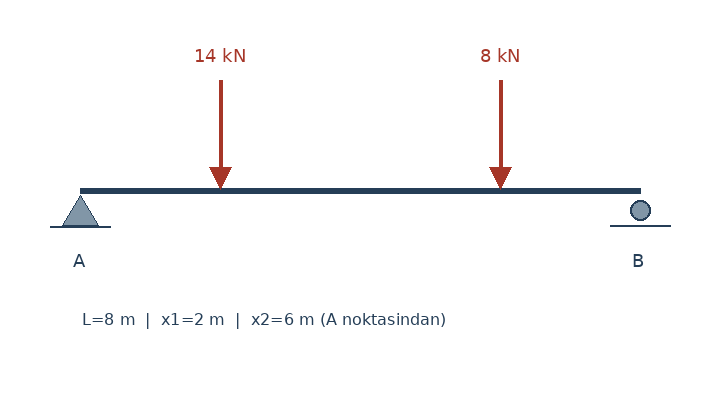 14 kN
8 kN
A
B
L=8 m | x1=2 m | x2=6 m (A noktasindan)